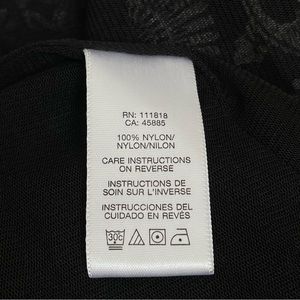 RN: 111818
CA: 45885
100% NYLON/
NYLON/NILON
CARE INSTRUCTIONS
ON REVERSE
INSTRUCTIONS DE
SOIN SUR L'INVERSE
INSTRUCCIONES DEL
CUIDADO EN REVÉS
30C